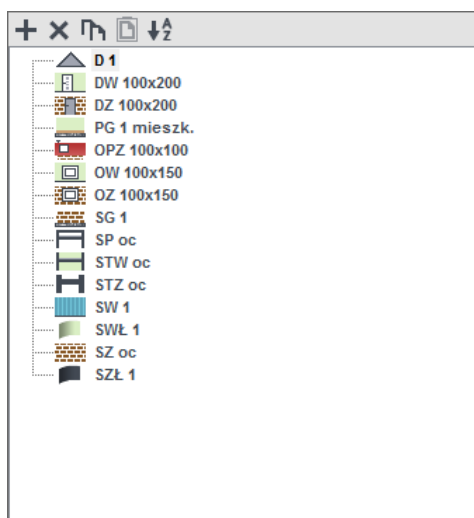 D 1
DW 100x200
DZ 100x200
PG 1 mieszk.
OPZ 100x100
OW 100x150
OZ 100x150
SG 1
SP oc
STW oc
STZ oc
SW 1
SWŁ 1
SZ oc
SZŁ 1